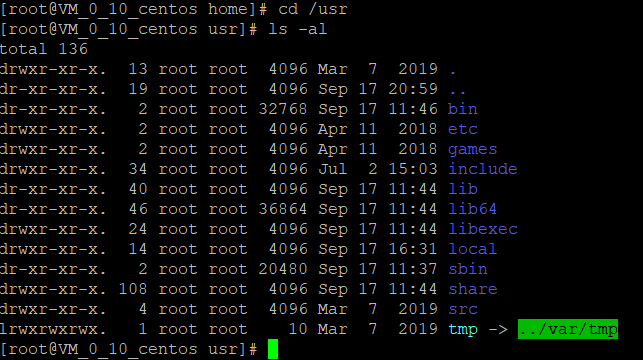 [root@VM_0_10_centos home]# cd /usr
[root@VM_0_10_centos usr]# ls -al
total 136
drwxr-xr-x.  13 root root  4096 Mar  7  2019 .
dr-xr-xr-x.  19 root root  4096 Sep 17 20:59 ..
dr-xr-xr-x.   2 root root 32768 Sep 17 11:46 bin
drwxr-xr-x.   2 root root  4096 Apr 11  2018 etc
drwxr-xr-x.   2 root root  4096 Apr 11  2018 games
drwxr-xr-x.  34 root root  4096 Jul  2 15:03 include
dr-xr-xr-x.  40 root root  4096 Sep 17 11:44 lib
dr-xr-xr-x.  46 root root 36864 Sep 17 11:44 lib64
drwxr-xr-x.  24 root root  4096 Sep 17 11:44 libexec
drwxr-xr-x.  14 root root  4096 Sep 17 16:31 local
dr-xr-xr-x.   2 root root 20480 Sep 17 11:37 sbin
drwxr-xr-x. 108 root root  4096 Sep 17 11:44 share
drwxr-xr-x.   4 root root  4096 Mar  7  2019 src
lrwxrwxrwx.   1 root root    10 Mar  7  2019 tmp -> ../var/tmp
[root@VM_0_10_centos usr]#